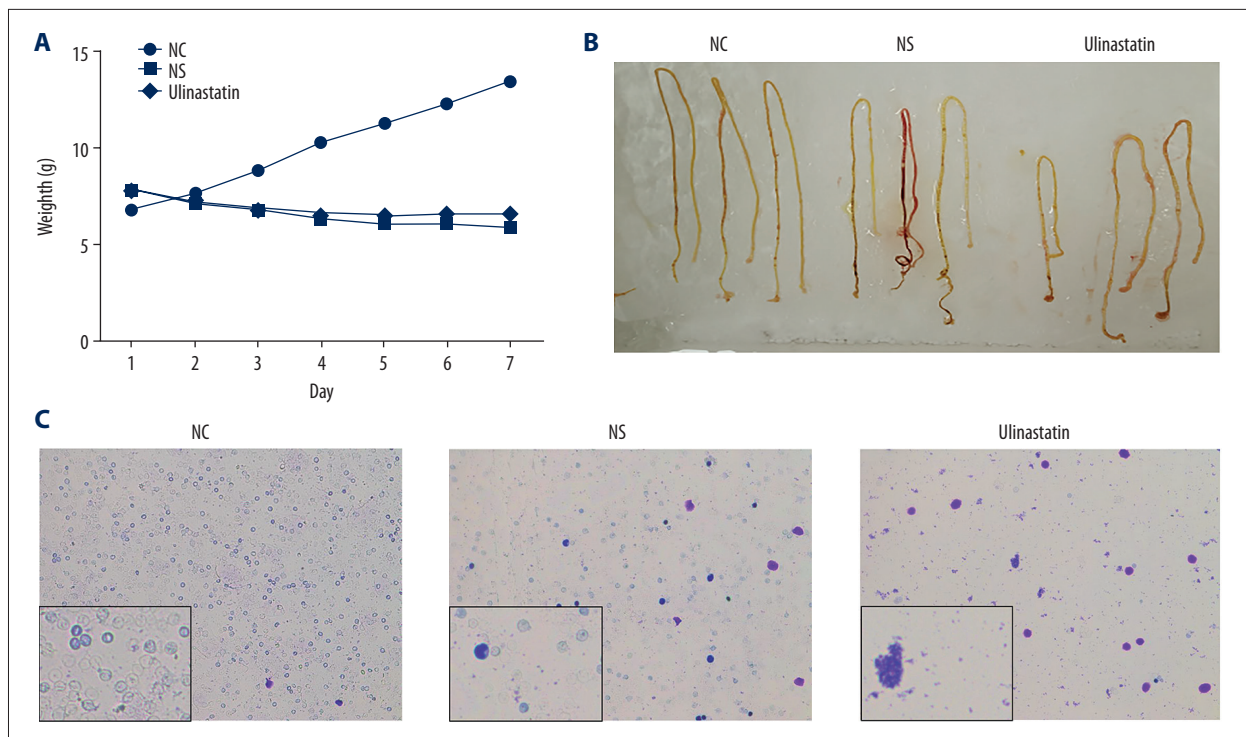 A
15
10
5
0
Weighth (g)
NC
NS
Ulinastatin
1 2 3 4 5 6 7
Day
B
NC NS Ulinastatin
C
NC NS Ulinastatin